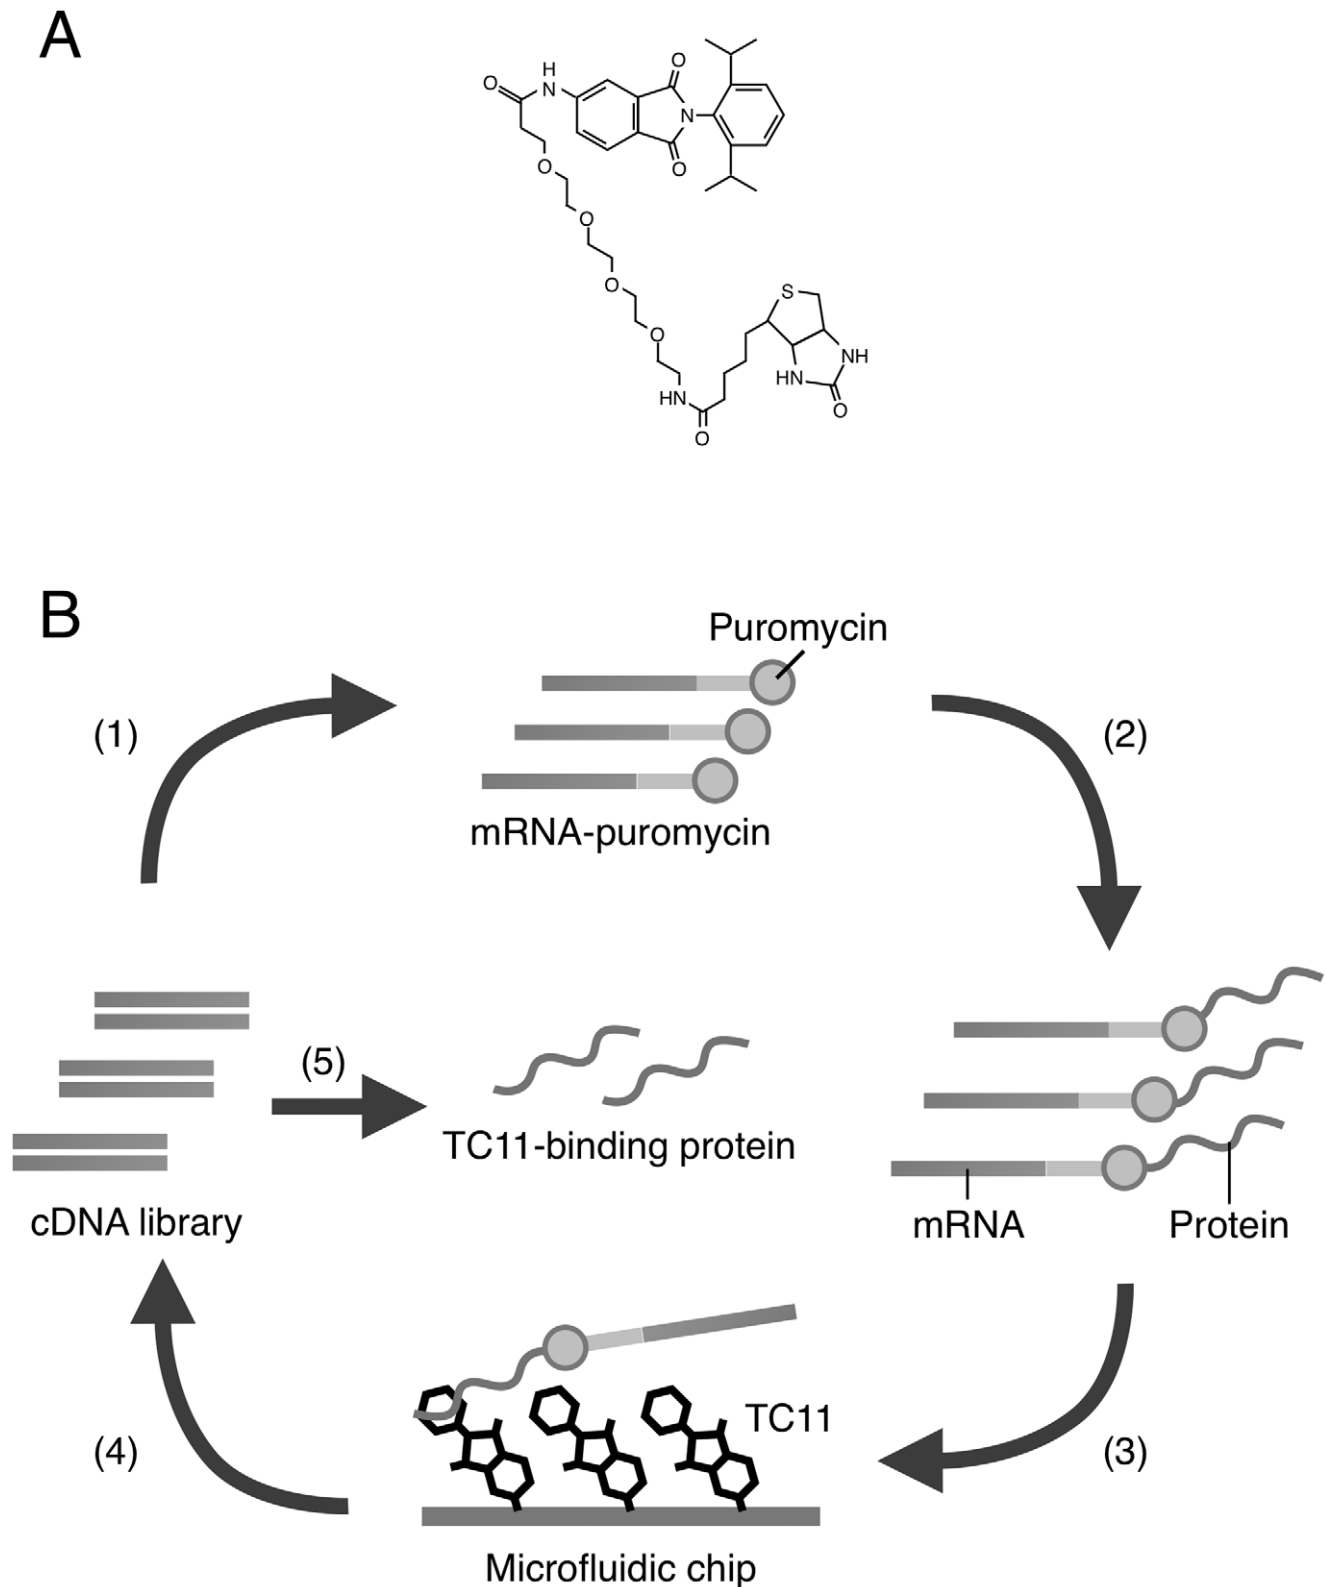 A
O
H
N
O
N
O
O
O
O
O
S
NH
HN
O
HN
O
B
Puromycin
(1)
(2)
mRNA-puromycin
(5)
TC11-binding protein
cDNA library
mRNA
Protein
TC11
(4)
(3)
Microfluidic chip